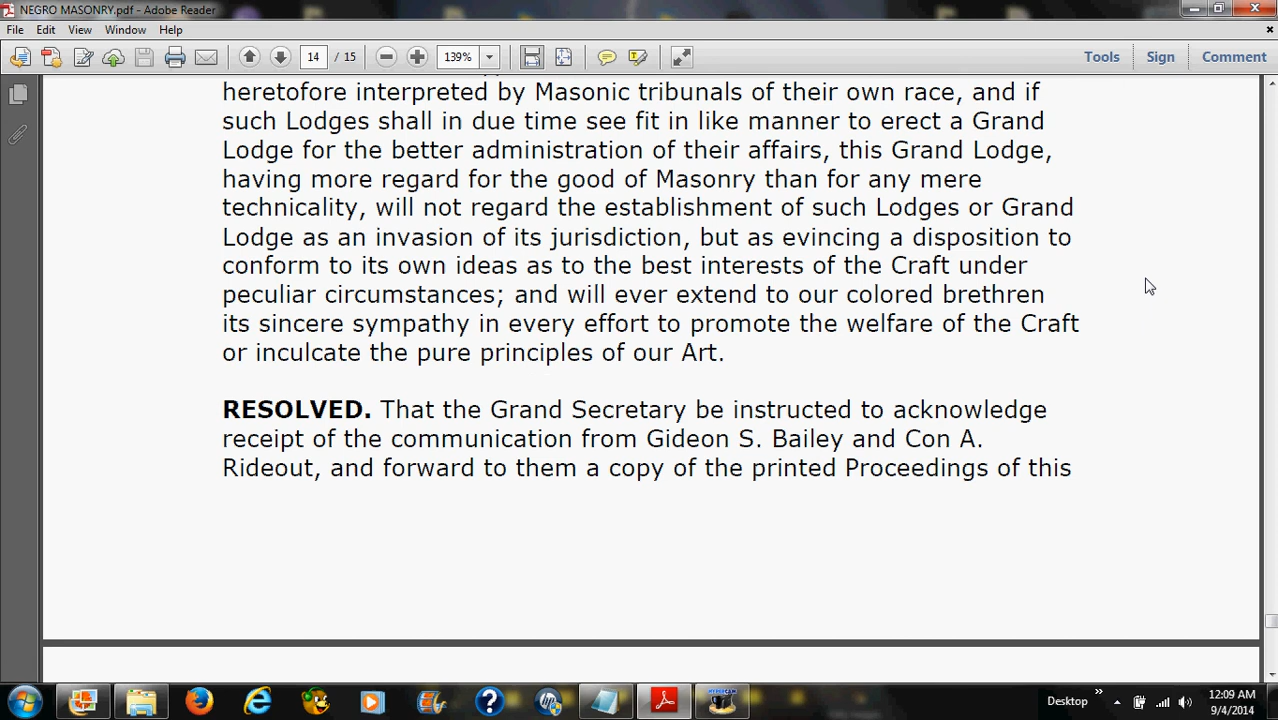 NEGRO MASONRY.pdf - Adobe Reader
File Edit View Window Help
14 / 15 139% Tools Sign Comment
heretofore interpreted by Masonic tribunals of their own race, and if
such Lodges shall in due time see fit in like manner to erect a Grand
Lodge for the better administration of their affairs, this Grand Lodge,
having more regard for the good of Masonry than for any mere
technicality, will not regard the establishment of such Lodges or Grand
Lodge as an invasion of its jurisdiction, but as evincing a disposition to
conform to its own ideas as to the best interests of the Craft under
peculiar circumstances; and will ever extend to our colored brethren
its sincere sympathy in every effort to promote the welfare of the Craft
or inculcate the pure principles of our Art.
RESOLVED. That the Grand Secretary be instructed to acknowledge
receipt of the communication from Gideon S. Bailey and Con A.
Rideout, and forward to them a copy of the printed Proceedings of this
Desktop
12:09 AM
9/4/2014